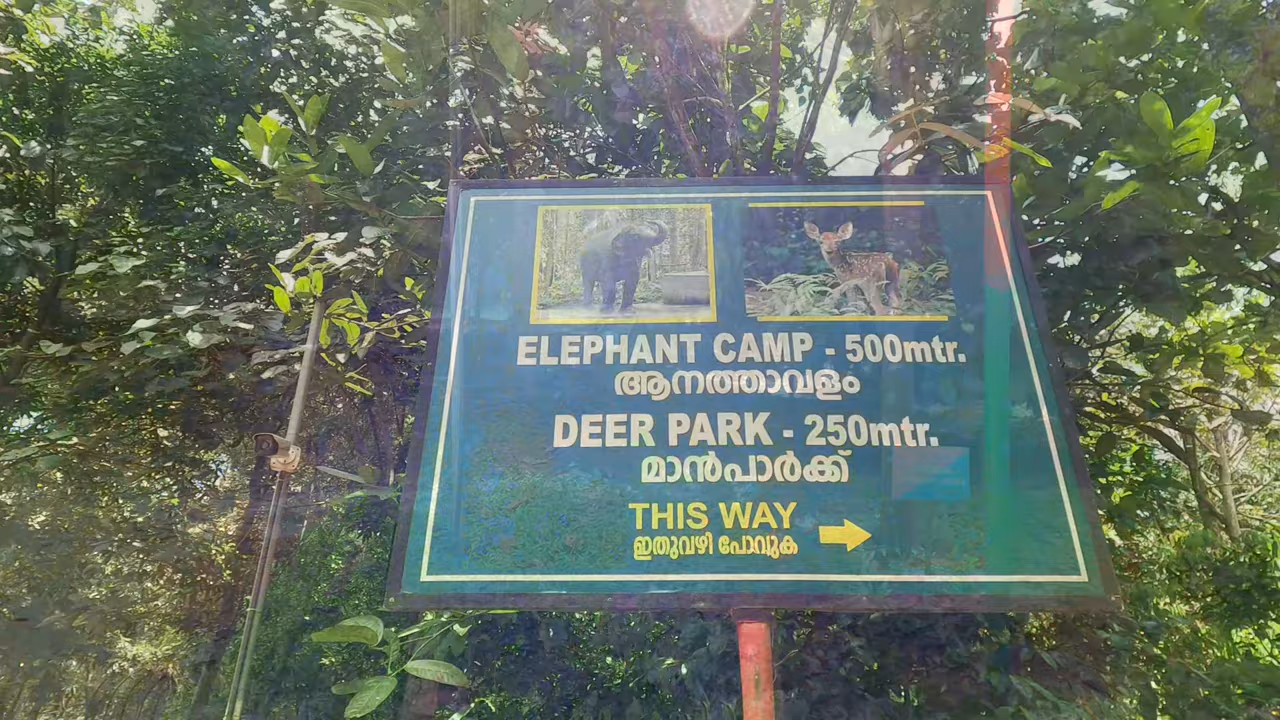 ELEPHANT CAMP - 500mtr.
ആനത്താവളം
DEER PARK - 250mtr.
മാൻപാർക്ക്
THIS WAY
ഇതുവഴി പോവുക